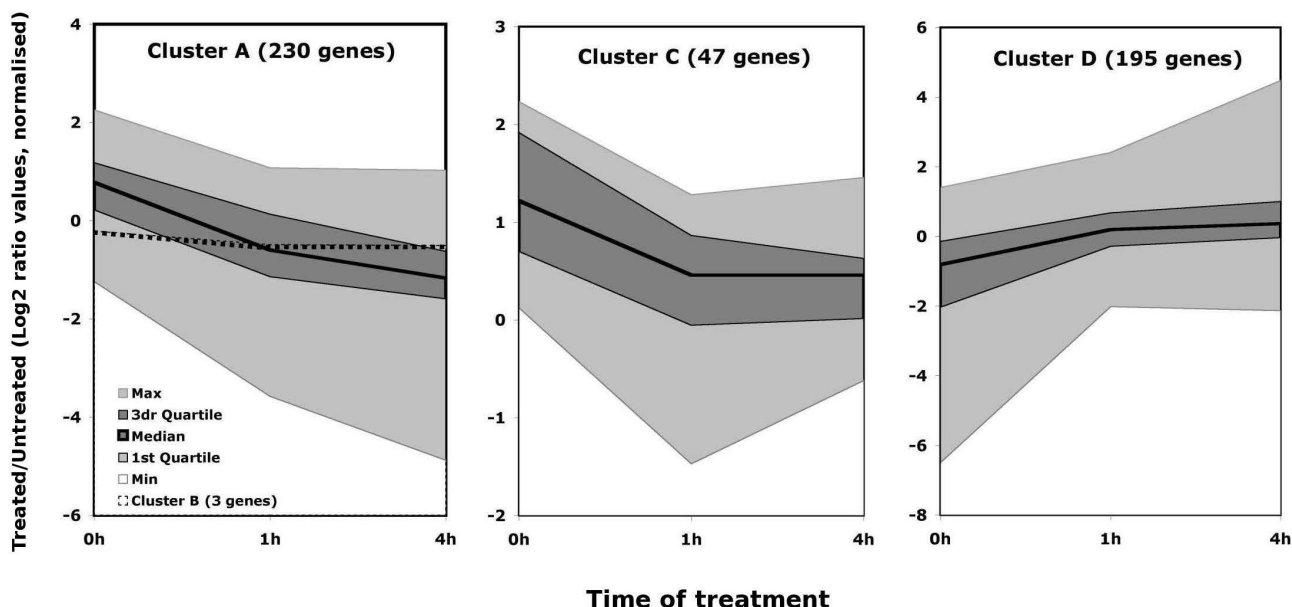 Treated/Untreated (Log2 ratio values, normalised)
Cluster A (230 genes)
4
2
0
-2
-4
-6
Max
3dr Quartile
Median
1st Quartile
Min
Cluster B (3 genes)
0h 1h 4h
Cluster C (47 genes)
3
2
1
0
-1
-2
0h 1h 4h
Cluster D (195 genes)
6
4
2
0
-2
-4
-6
-8
0h 1h 4h
Time of treatment